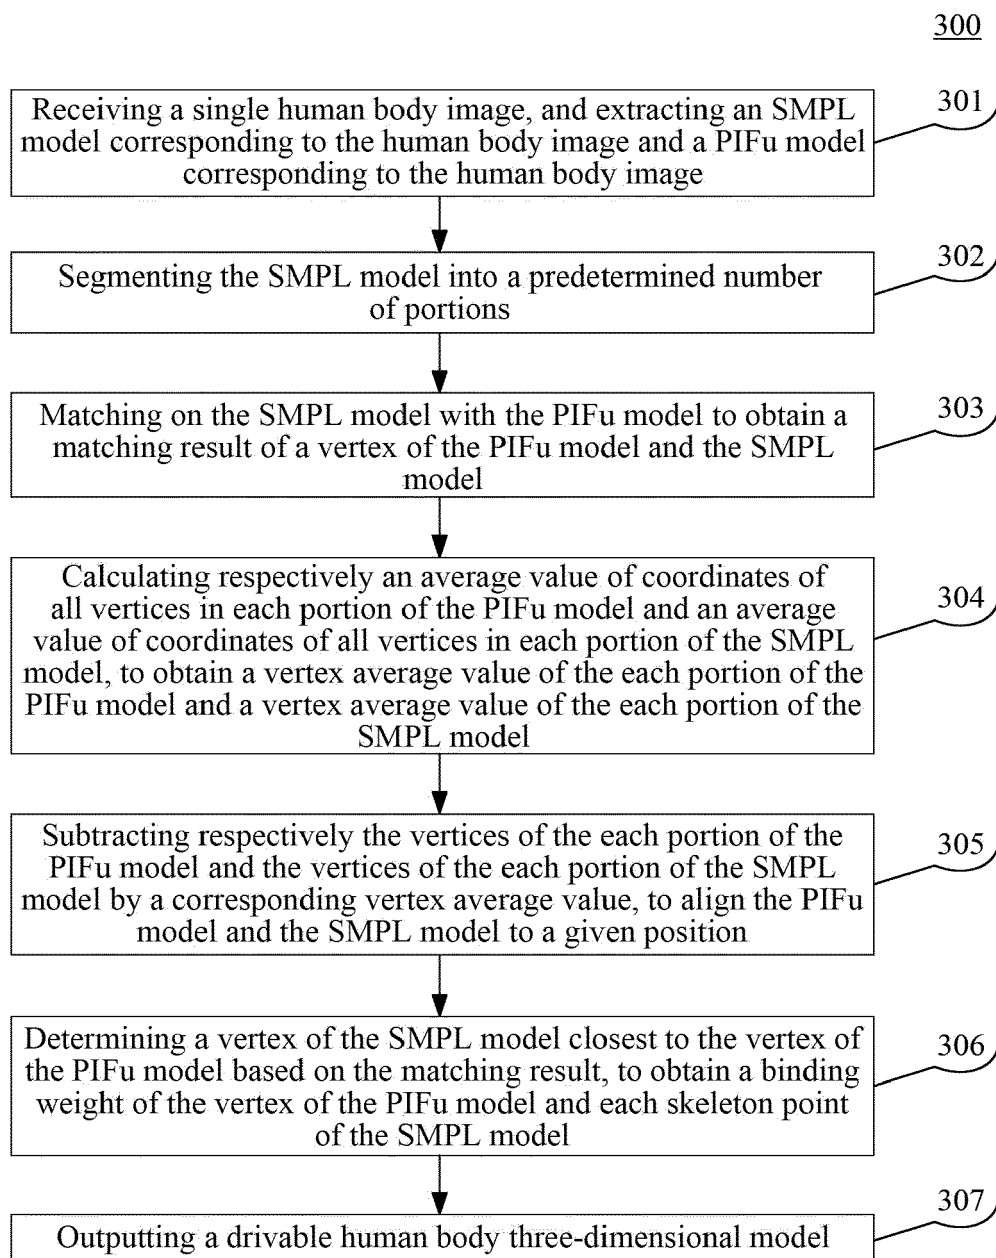 300
Receiving a single human body image, and extracting an SMPL
model corresponding to the human body image and a PIFu model
corresponding to the human body image
301
Segmenting the SMPL model into a predetermined number
of portions
302
Matching on the SMPL model with the PIFu model to obtain a
matching result of a vertex of the PIFu model and the SMPL
model
303
Calculating respectively an average value of coordinates of
all vertices in each portion of the PIFu model and an average
value of coordinates of all vertices in each portion of the SMPL
model, to obtain a vertex average value of the each portion of the
PIFu model and a vertex average value of the each portion of the
SMPL model
304
Subtracting respectively the vertices of the each portion of the
PIFu model and the vertices of the each portion of the SMPL
model by a corresponding vertex average value, to align the PIFu
model and the SMPL model to a given position
305
Determining a vertex of the SMPL model closest to the vertex of
the PIFu model based on the matching result, to obtain a binding
weight of the vertex of the PIFu model and each skeleton point
of the SMPL model
306
Outputting a drivable human body three-dimensional model
307